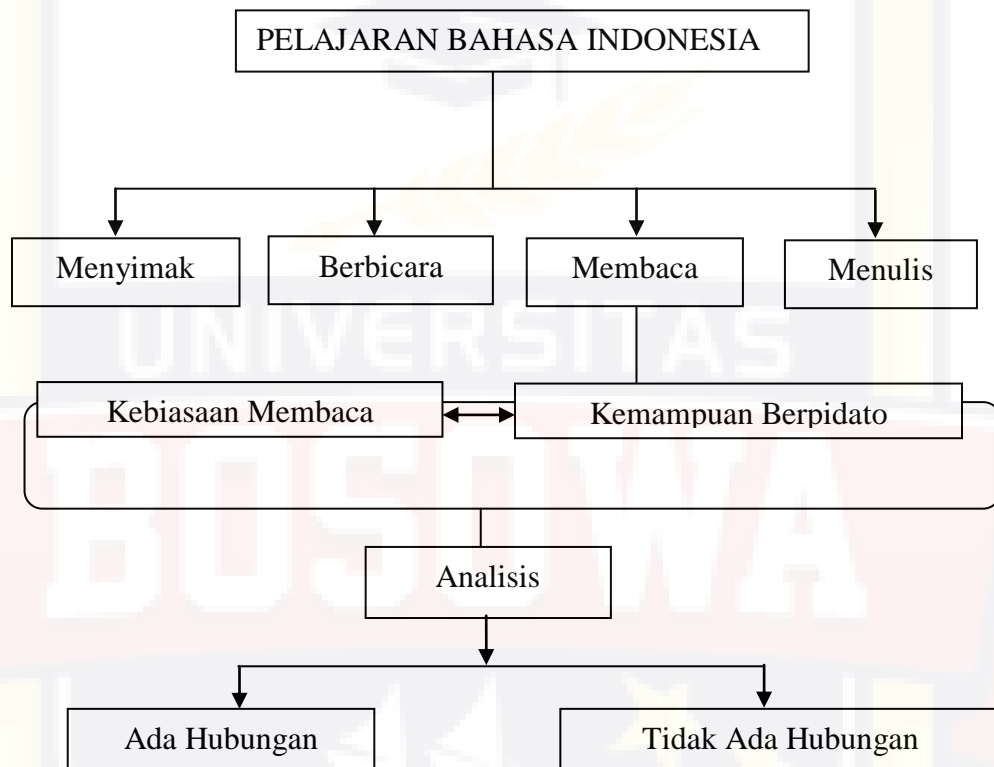 PELAJARAN BAHASA INDONESIA
Menyimak
Berbicara
Membaca
Menulis
UNIVERSITAS
Kebiasaan Membaca
Kemampuan Berpidato
BOSOWA
Analisis
Ada Hubungan
Tidak Ada Hubungan